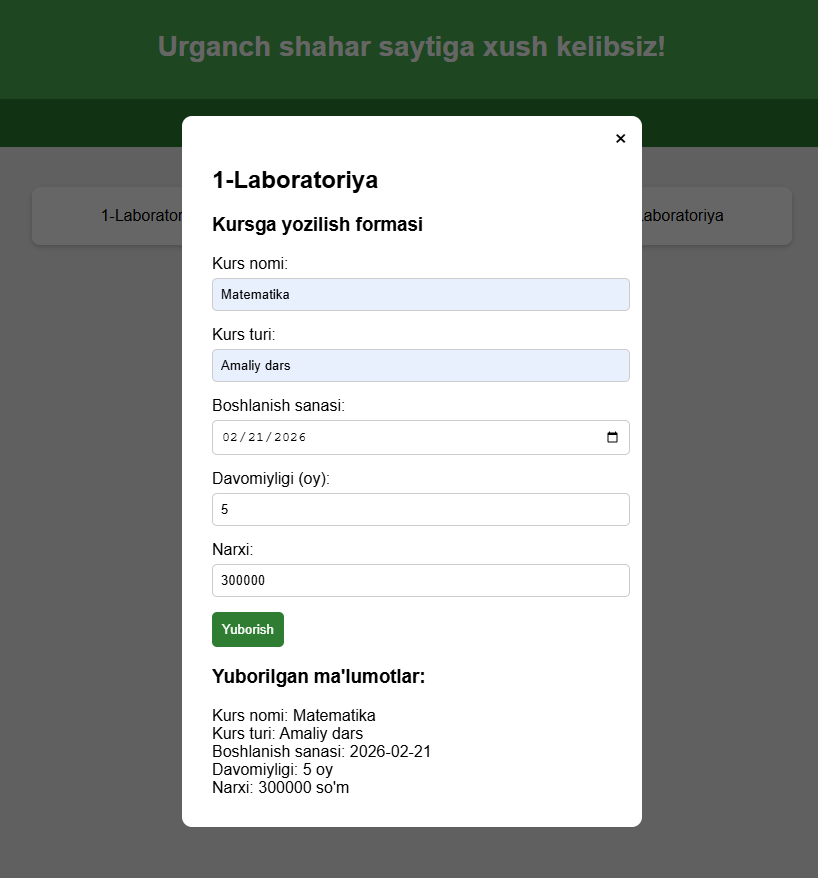 Urganch shahar saytiga xush kelibsiz!
×
1-Laborator
aboratoriya
1-Laboratoriya
Kursga yozilish formasi
Kurs nomi:
Matematika
Kurs turi:
Amaliy dars
Boshlanish sanasi:
02/21/2026
Davomiyligi (oy):
5
Narxi:
300000
Yuborish
Yuborilgan ma'lumotlar:
Kurs nomi: Matematika
Kurs turi: Amaliy dars
Boshlanish sanasi: 2026-02-21
Davomiyligi: 5 oy
Narxi: 300000 so'm